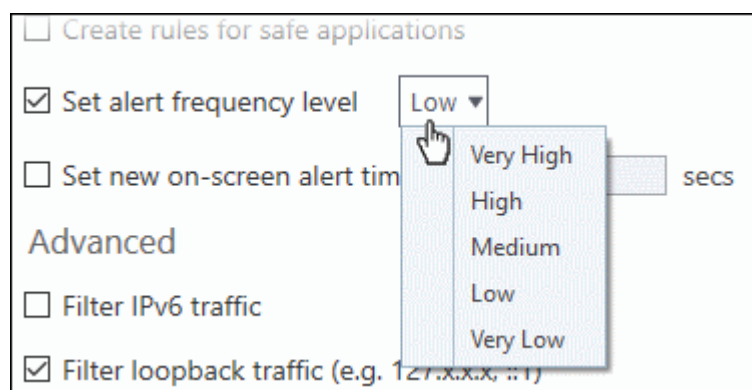 Create rules for safe applications
Set alert frequency level Low
Very High
Set new on-screen alert tim secs
High
Advanced
Medium
Low
Filter IPv6 traffic
Very Low
Filter loopback traffic (e.g. 127.x.x.x, ::1)